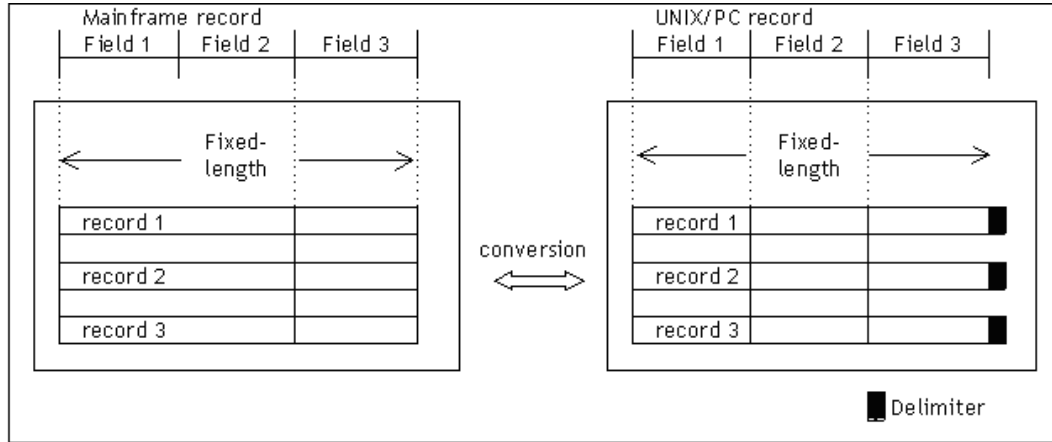 Mainframe record
Field 1 Field 2 Field 3
Fixed-
length
record 1
record 2
record 3
conversion
UNIX/PC record
Field 1 Field 2 Field 3
Fixed-
length
record 1
record 2
record 3
Delimiter